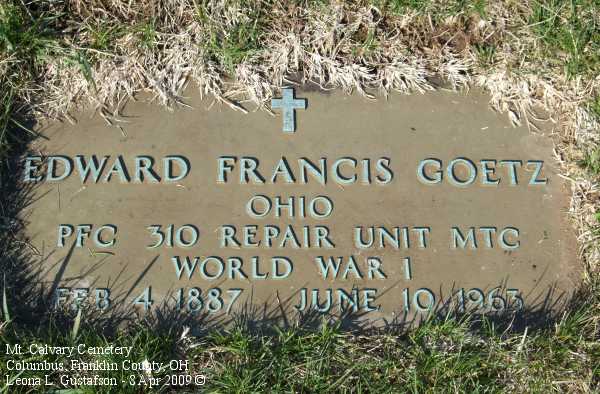 EDWARD FRANCIS GOETZ
OHIO
PFC 310 REPAIR UNIT MTC
WORLD WAR I
FEB 4 1887 JUNE 10 1963
Mt. Calvary Cemetery
Columbus, Franklin County, OH
Leona L. Gustafson - 8 Apr 2009 ©